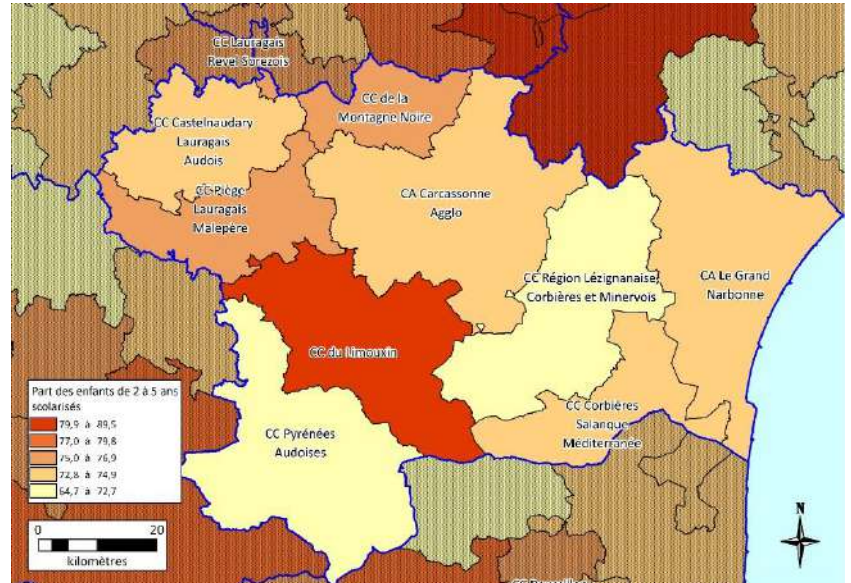 CC Lauragais
Revel Sorezois
CC de la
Montagne Noire
CC Castelnaudary
Lauragais
Audois
CA Carcassonne
Agglo
CC Piège
Lauragais
Malepère
CC Région Lézignanaise,
Corbières et Minervois
CA Le Grand
Narbonne
CC du Limouxin
CC Corbières
Salanque
Méditerranée
CC Pyrénées
Audoises
Part des enfants de 2 à 5 ans
scolarisés
79,9 à 89,5
77,0 à 79,8
75,0 à 76,9
72,8 à 74,9
64,7 à 72,7
0 20
kilomètres
N
CC